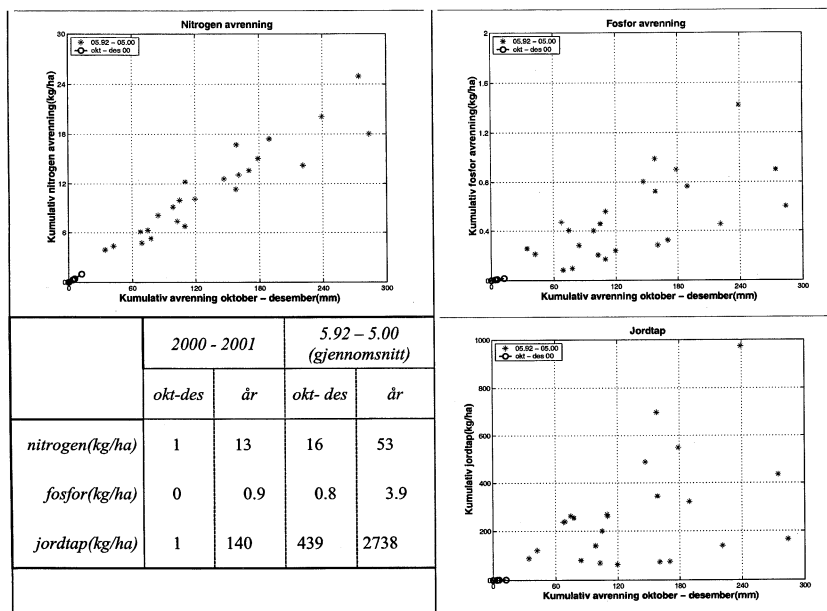 Nitrogen avrenning
30
24
18
12
6
0
0 60 120 180 240 300
05.92 – 05.00
okt – des 00
Kumulativ nitrogen avrenning(kg/ha)
Kumulativ avrenning oktober – desember(mm)
Fosfor avrenning
2
1.6
1.2
0.8
0.4
0
0 60 120 180 240 300
05.92 – 05.00
okt – des 00
Kumulativ fosfor avrenning(kg/ha)
Kumulativ avrenning oktober – desember(mm)
2000 - 2001 5.92 – 5.00
(gjennomsnitt)
okt-des år okt- des år
nitrogen(kg/ha) 1 13 16 53
fosfor(kg/ha) 0 0.9 0.8 3.9
jordtap(kg/ha) 1 140 439 2738
Jordtap
1000
800
600
400
200
0
0 60 120 180 240 300
05.92 – 05.00
okt – des 00
Kumulativ jordtap(kg/ha)
Kumulativ avrenning oktober – desember(mm)